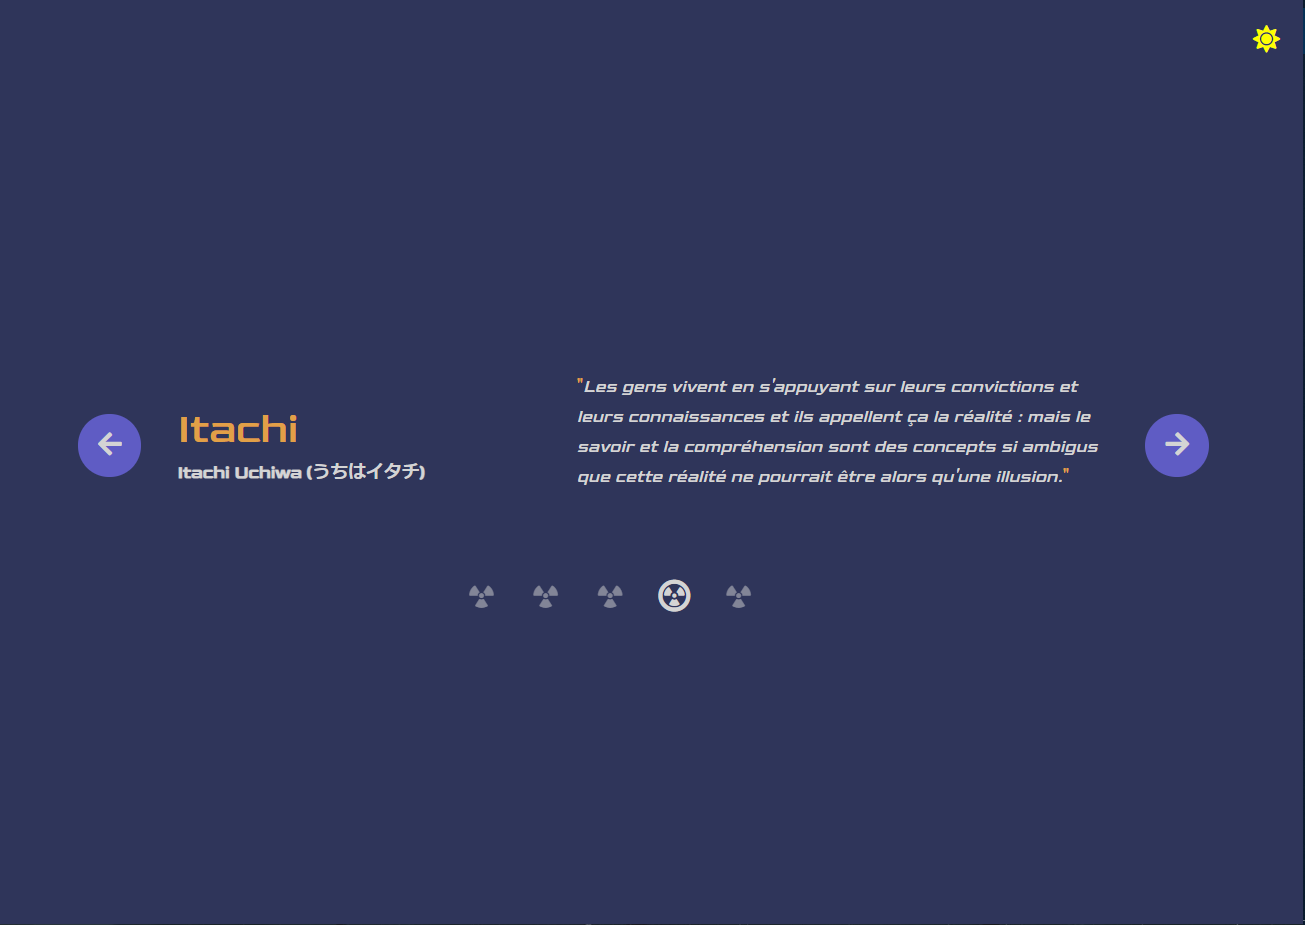 Itachi
Itachi Uchiwa (うちはイタチ)
"Les gens vivent en s'appuyant sur leurs convictions et
leurs connaissances et ils appellent ça la réalité : mais le
savoir et la compréhension sont des concepts si ambigus
que cette réalité ne pourrait être alors qu'une illusion."